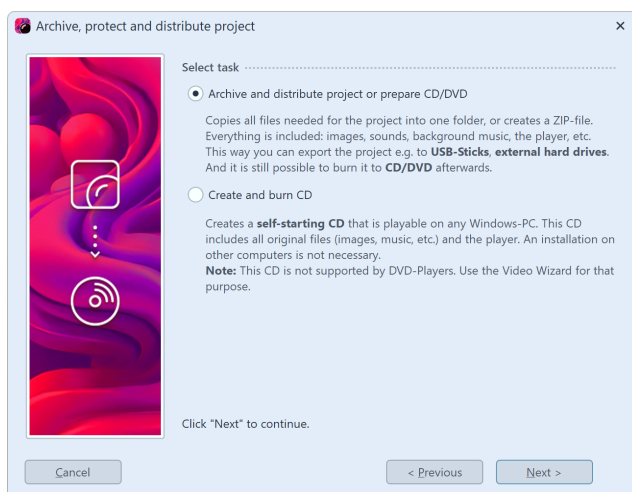 Archive, protect and distribute project
Select task
Archive and distribute project or prepare CD/DVD
Copies all files needed for the project into one folder, or creates a ZIP-file.
Everything is included: images, sounds, background music, the player, etc.
This way you can export the project e.g. to USB-Sticks, external hard drives.
And it is still possible to burn it to CD/DVD afterwards.
Create and burn CD
Creates a self-starting CD that is playable on any Windows-PC. This CD
includes all original files (images, music, etc.) and the player. An installation on
other computers is not necessary.
Note: This CD is not supported by DVD-Players. Use the Video Wizard for that
purpose.
Click "Next" to continue.
Cancel
< Previous
Next >